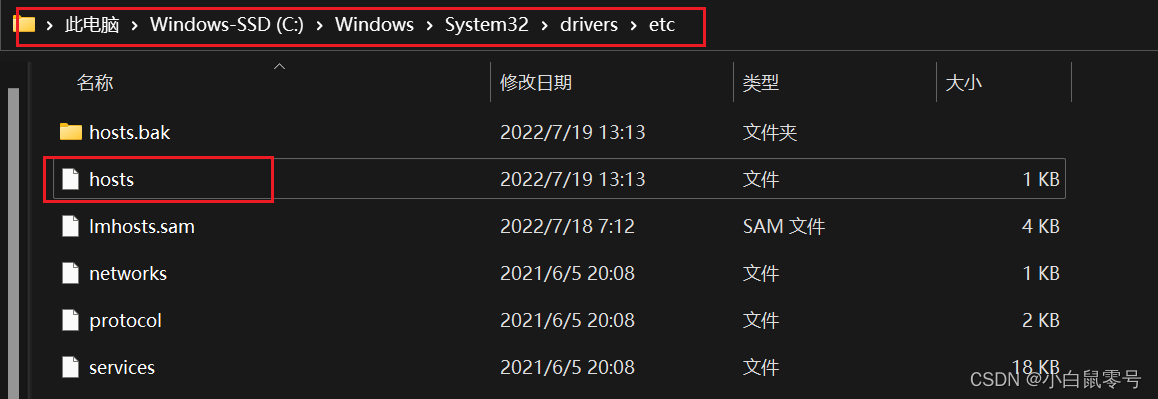 此电脑 > Windows-SSD (C:) > Windows > System32 > drivers > etc
名称 修改日期 类型 大小
hosts.bak 2022/7/19 13:13 文件夹
hosts 2022/7/19 13:13 文件 1 KB
lmhosts.sam 2022/7/18 7:12 SAM 文件 4 KB
networks 2021/6/5 20:08 文件 1 KB
protocol 2021/6/5 20:08 文件 2 KB
services 2021/6/5 20:08 文件 18 KB
CSDN @小白鼠零号